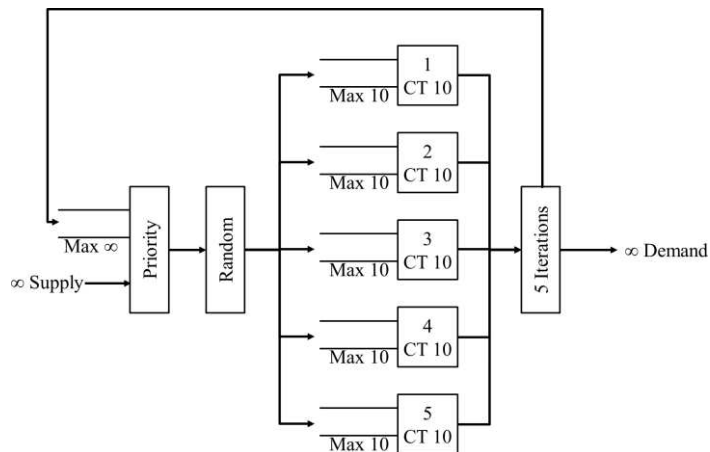 1
CT 10
Max 10
2
CT 10
Max 10
Max ∞
Priority
Random
3
CT 10
Max 10
5 Iterations
∞ Demand
∞ Supply
4
CT 10
Max 10
5
CT 10
Max 10